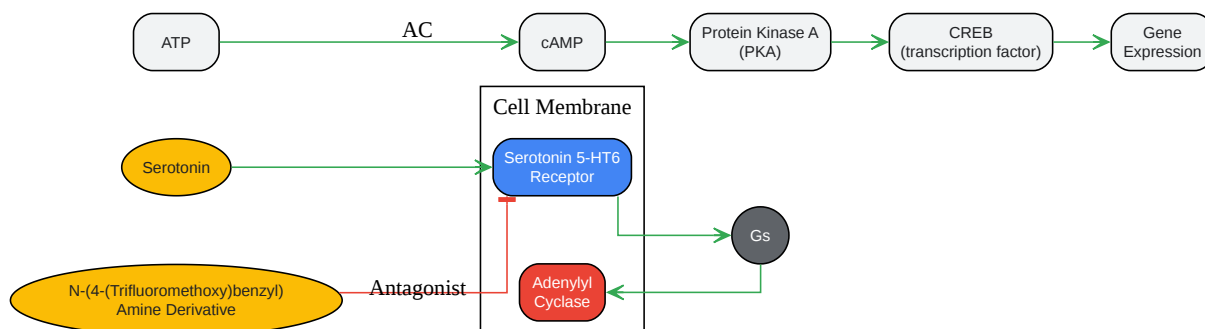 ATP
AC
cAMP
Protein Kinase A
(PKA)
CREB
(transcription factor)
Gene
Expression
Cell Membrane
Serotonin
Serotonin 5-HT6
Receptor
Gs
N-(4-(Trifluoromethoxy)benzyl)
Amine Derivative
Antagonist
Adenylyl
Cyclase